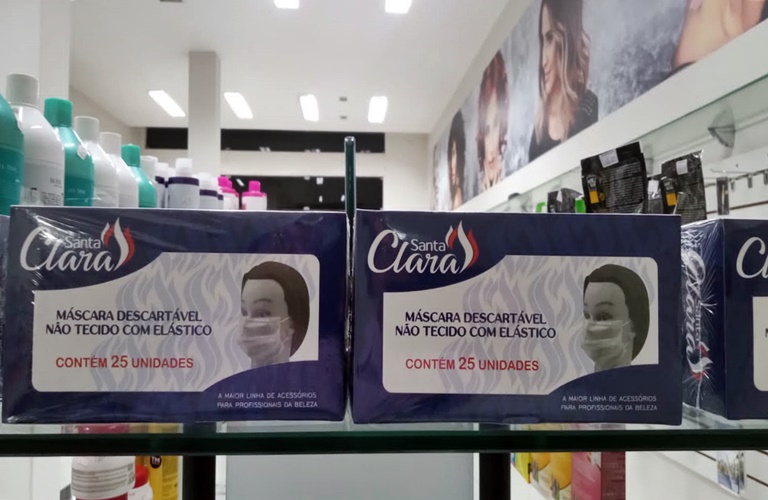 Santa
Clara
MÁSCARA DESCARTÁVEL
NÃO TECIDO COM ELÁSTICO
CONTÉM 25 UNIDADES
A MAIOR LINHA DE ACESSÓRIOS
PARA PROFISSIONAIS DA BELEZA
Santa
Clara
MÁSCARA DESCARTÁVEL
NÃO TECIDO COM ELÁSTICO
CONTÉM 25 UNIDADES
A MAIOR LINHA DE ACESSÓRIOS
PARA PROFISSIONAIS DA BELEZA
Santa
Clara